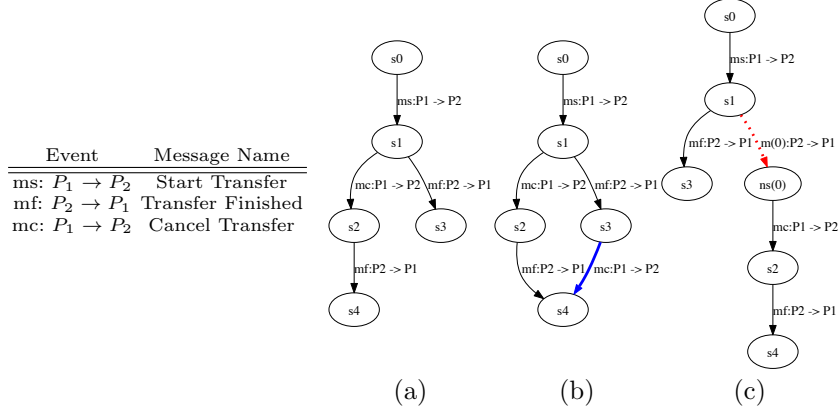 Event Message Name
ms: P₁ → P₂ Start Transfer
mf: P₂ → P₁ Transfer Finished
mc: P₁ → P₂ Cancel Transfer
s0
ms:P1 -> P2
s1
mc:P1 -> P2 mf:P2 -> P1
s2 s3
mf:P2 -> P1
s4
(a)
s0
ms:P1 -> P2
s1
mc:P1 -> P2 mf:P2 -> P1
s2 s3
mf:P2 -> P1 mc:P1 -> P2
s4
(b)
s0
ms:P1 -> P2
s1
mf:P2 -> P1 m(0):P2 -> P1
s3 ns(0)
mc:P1 -> P2
s2
mf:P2 -> P1
s4
(c)